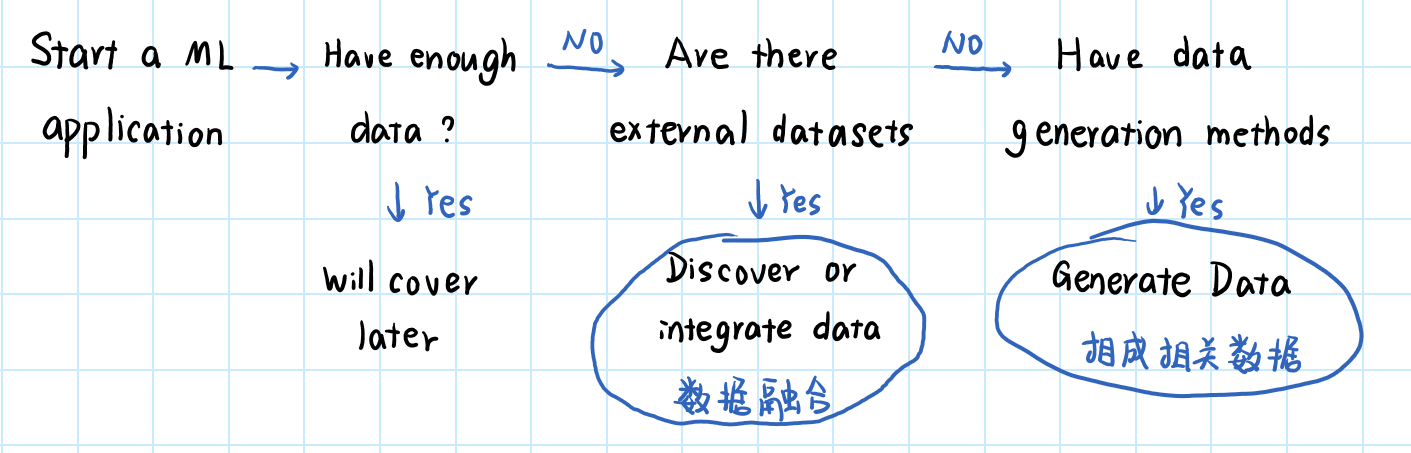 Start a ML
application
Have enough
data ?
NO
Are there
external datasets
NO
Have data
generation methods
Yes
Yes
Yes
will cover
later
Discover or
integrate data
数据融合
Generate Data
相成相关数据